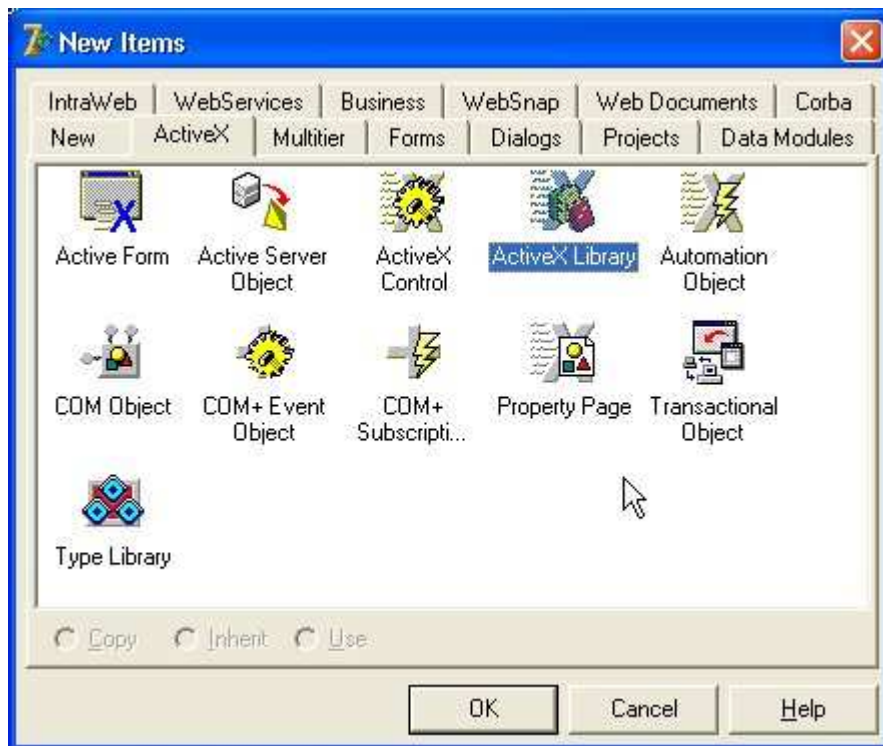 New Items
IntraWeb WebServices Business WebSnap Web Documents Corba
New ActiveX Multitier Forms Dialogs Projects Data Modules
Active Form Active Server Object ActiveX Control ActiveX Library Automation Object
COM Object COM+ Event Object COM+ Subscripti... Property Page Transactional Object
Type Library
Copy Inherit Use
OK Cancel Help